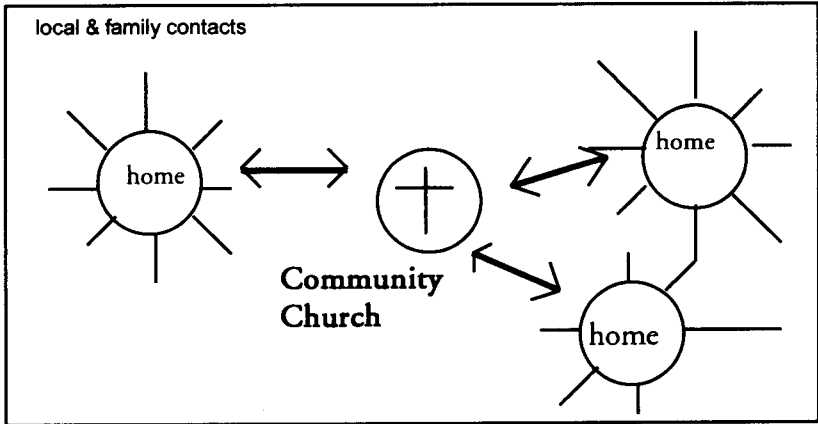 local & family contacts
home
home
Community
Church
home